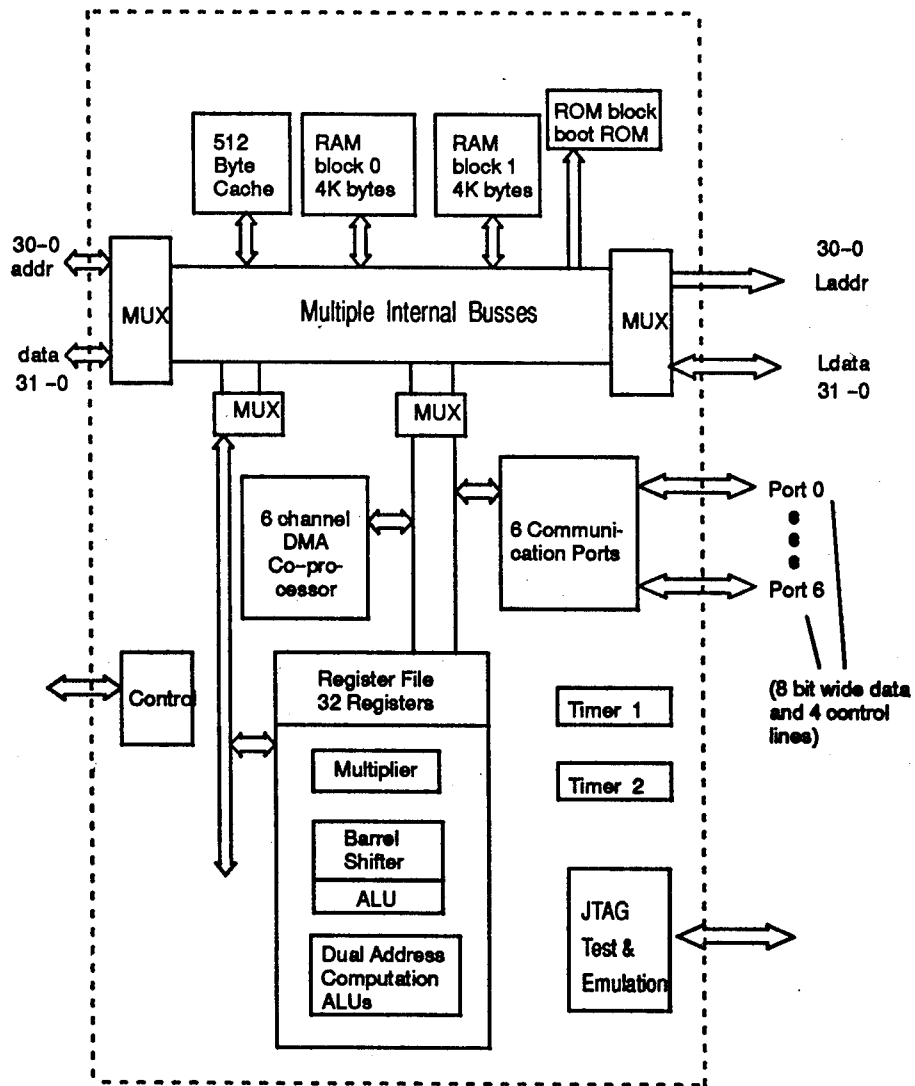 512
Byte
Cache
RAM
block 0
4K bytes
RAM
block 1
4K bytes
ROM block
boot ROM
30-0
addr
MUX
data
31 -0
Multiple Internal Busses
MUX
30-0
Laddr
Ldata
31 -0
MUX
MUX
6 channel
DMA
Co-pro-
cessor
6 Communi-
cation Ports
Port 0
Port 6
(8 bit wide data
and 4 control
lines)
Control
Register File
32 Registers
Multiplier
Barrel
Shifter
ALU
Dual Address
Computation
ALUs
Timer 1
Timer 2
JTAG
Test &
Emulation